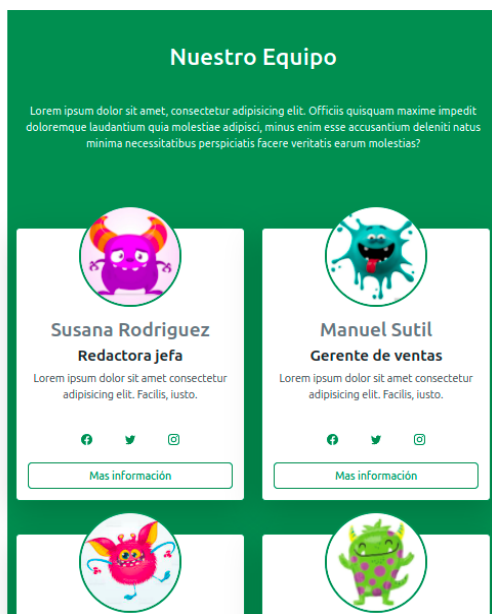 Nuestro Equipo
Lorem ipsum dolor sit amet, consectetur adipisicing elit. Officiis quisquam maxime impedit
doloremque laudantium quia molestiae adipisci, minus enim esse accusantium deleniti natus
minima necessitatibus perspiciatis facere veritatis earum molestias?
Susana Rodriguez
Redactora jefa
Lorem ipsum dolor sit amet consectetur
adipisicing elit. Facilis, iusto.
Mas información
Manuel Sutil
Gerente de ventas
Lorem ipsum dolor sit amet consectetur
adipisicing elit. Facilis, iusto.
Mas información